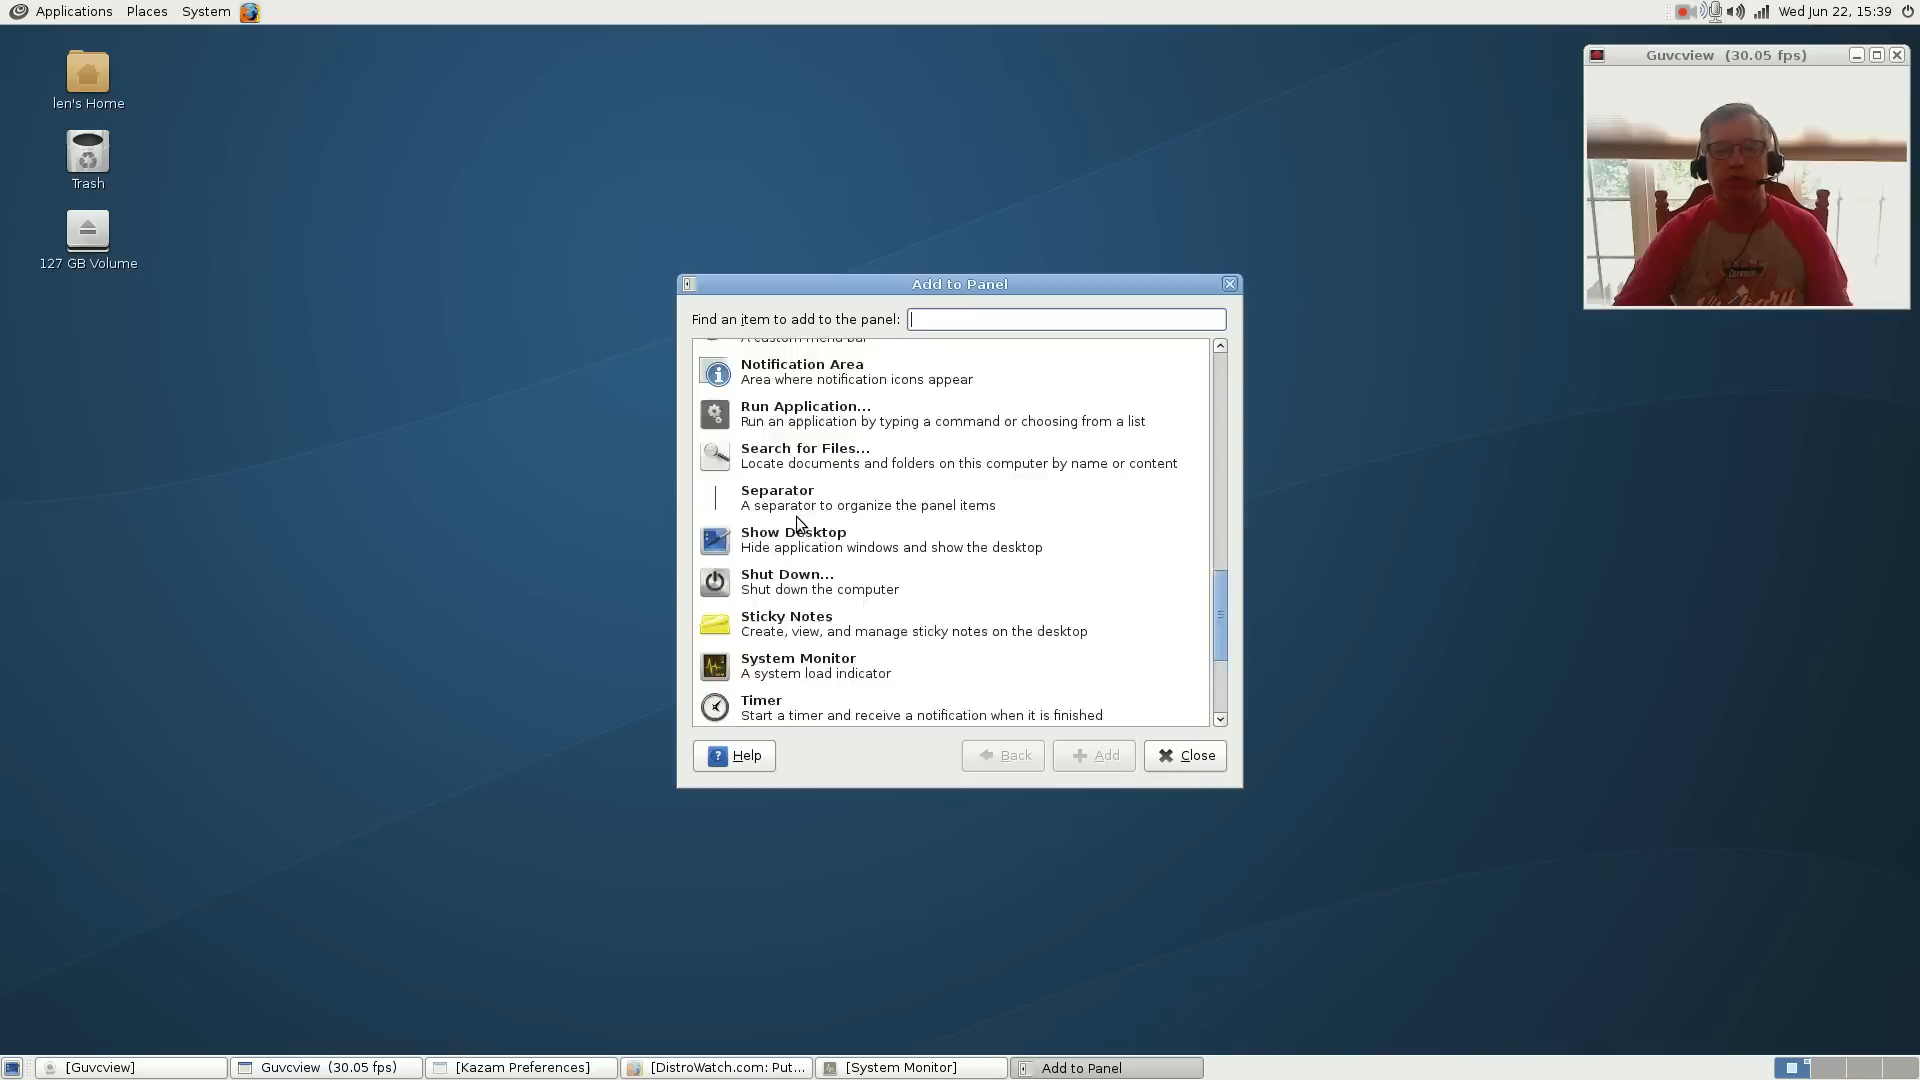 Applications Places System
Wed Jun 22, 15:39
len's Home
Trash
127 GB Volume
Guvcview (30.05 fps)
Add to Panel
Find an item to add to the panel:
A custom menu bar
Notification Area
Area where notification icons appear
Run Application...
Run an application by typing a command or choosing from a list
Search for Files...
Locate documents and folders on this computer by name or content
Separator
A separator to organize the panel items
Show Desktop
Hide application windows and show the desktop
Shut Down...
Shut down the computer
Sticky Notes
Create, view, and manage sticky notes on the desktop
System Monitor
A system load indicator
Timer
Start a timer and receive a notification when it is finished
Help
Back
Add
Close
[Guvcview]
Guvcview (30.05 fps)
[Kazam Preferences]
[DistroWatch.com: Put...
[System Monitor]
Add to Panel